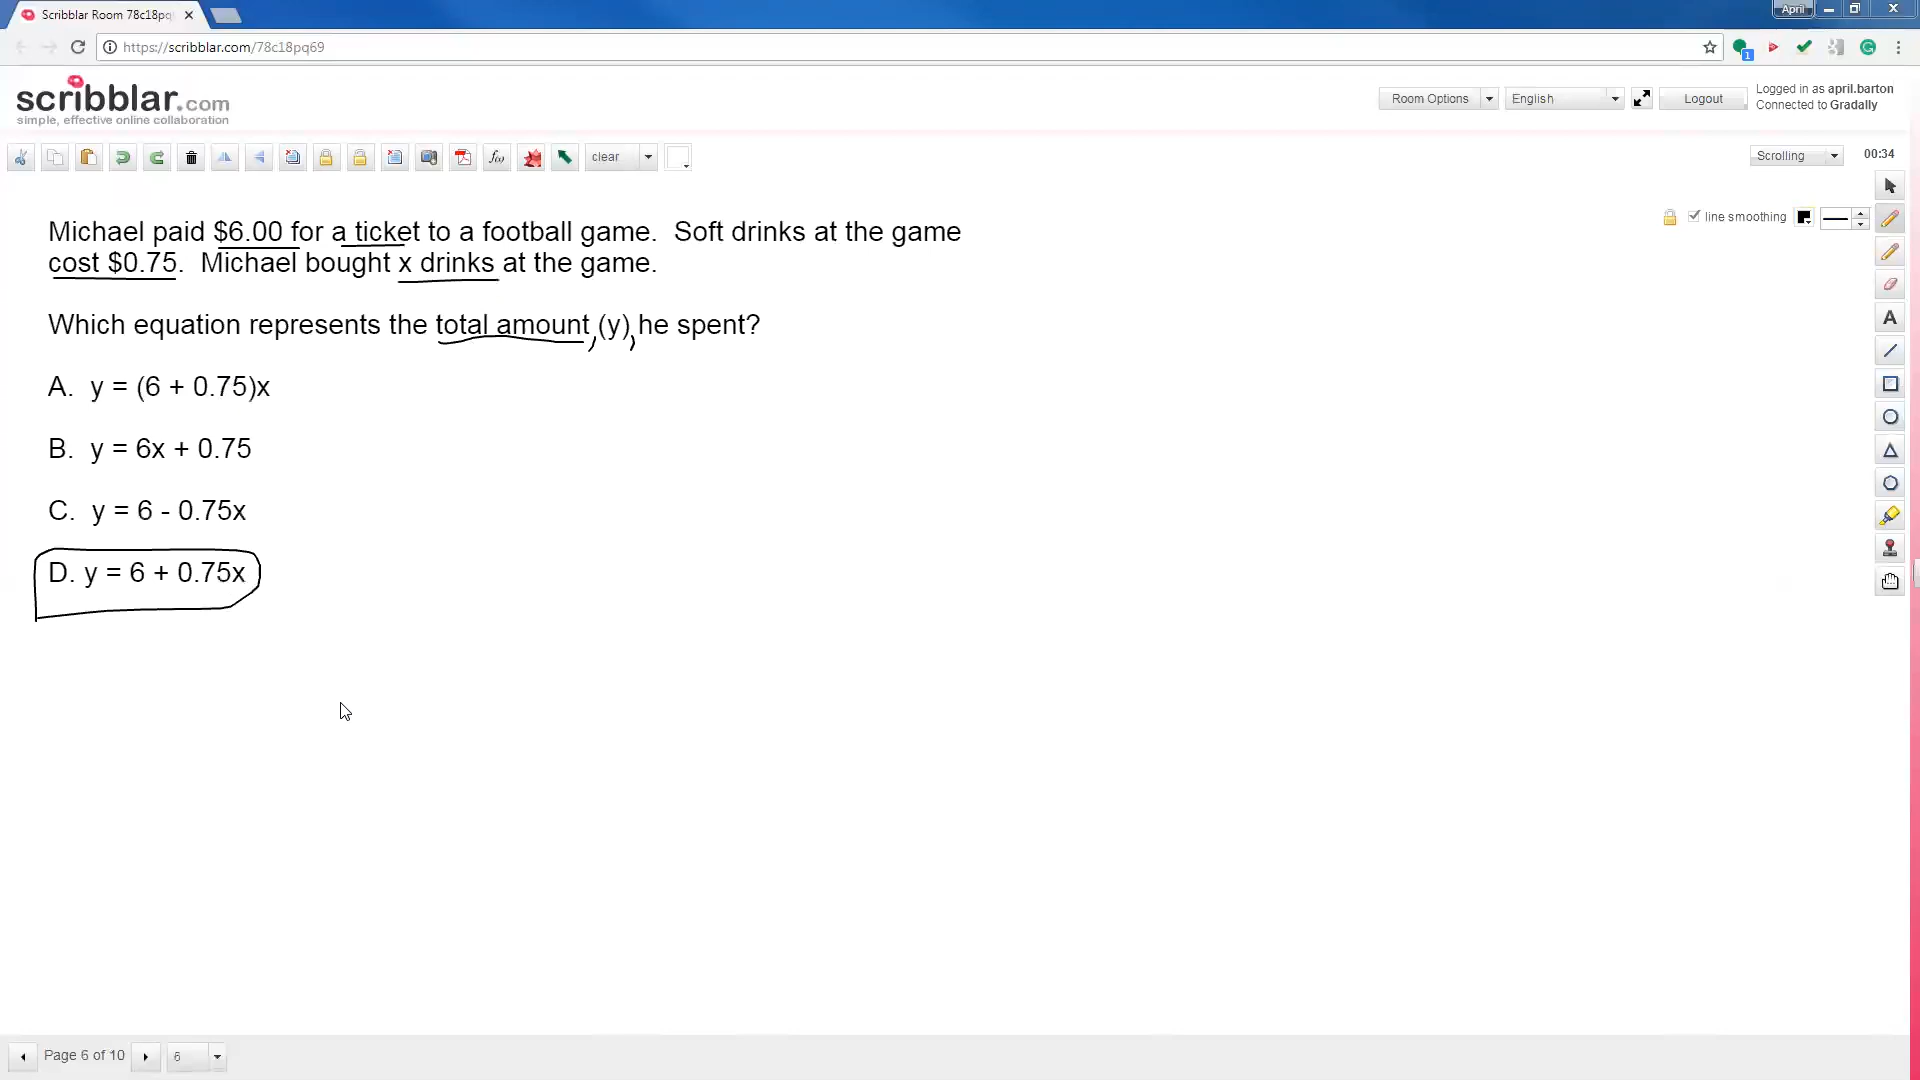 Scribblar Room 78c18pq
April
https://scribblar.com/78c18pq69
1
scribblar.com
simple, effective online collaboration
Room Options
English
Logout
Logged in as april.barton
Connected to Gradally
clear
Scrolling
00:34
line smoothing
Michael paid $6.00 for a ticket to a football game. Soft drinks at the game
cost $0.75. Michael bought x drinks at the game.
Which equation represents the total amount ,(y), he spent?
A. y = (6 + 0.75)x
B. y = 6x + 0.75
C. y = 6 - 0.75x
D. y = 6 + 0.75x
A
Page 6 of 10
6